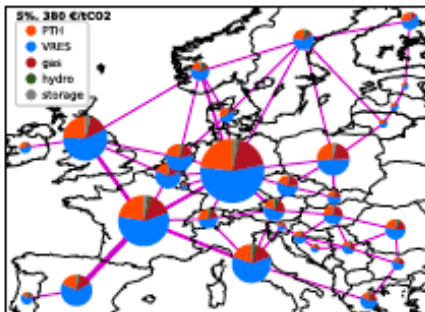 5%, 380 €/tCO2
PTH
VRES
gas
hydro
storage